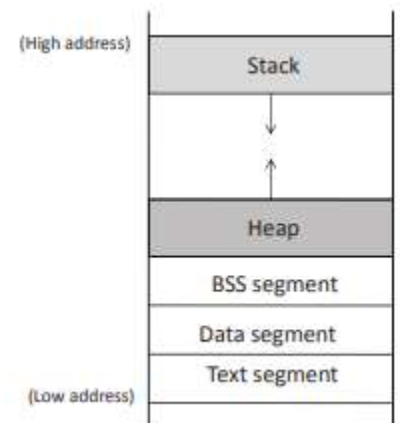 (High address)
Stack
Heap
BSS segment
Data segment
Text segment
(Low address)